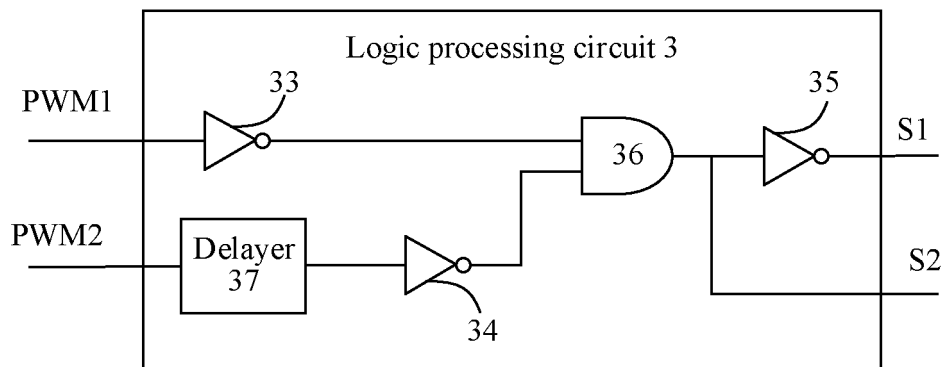 Logic processing circuit 3
33
35
PWM1
S1
36
PWM2
Delayer
37
S2
34